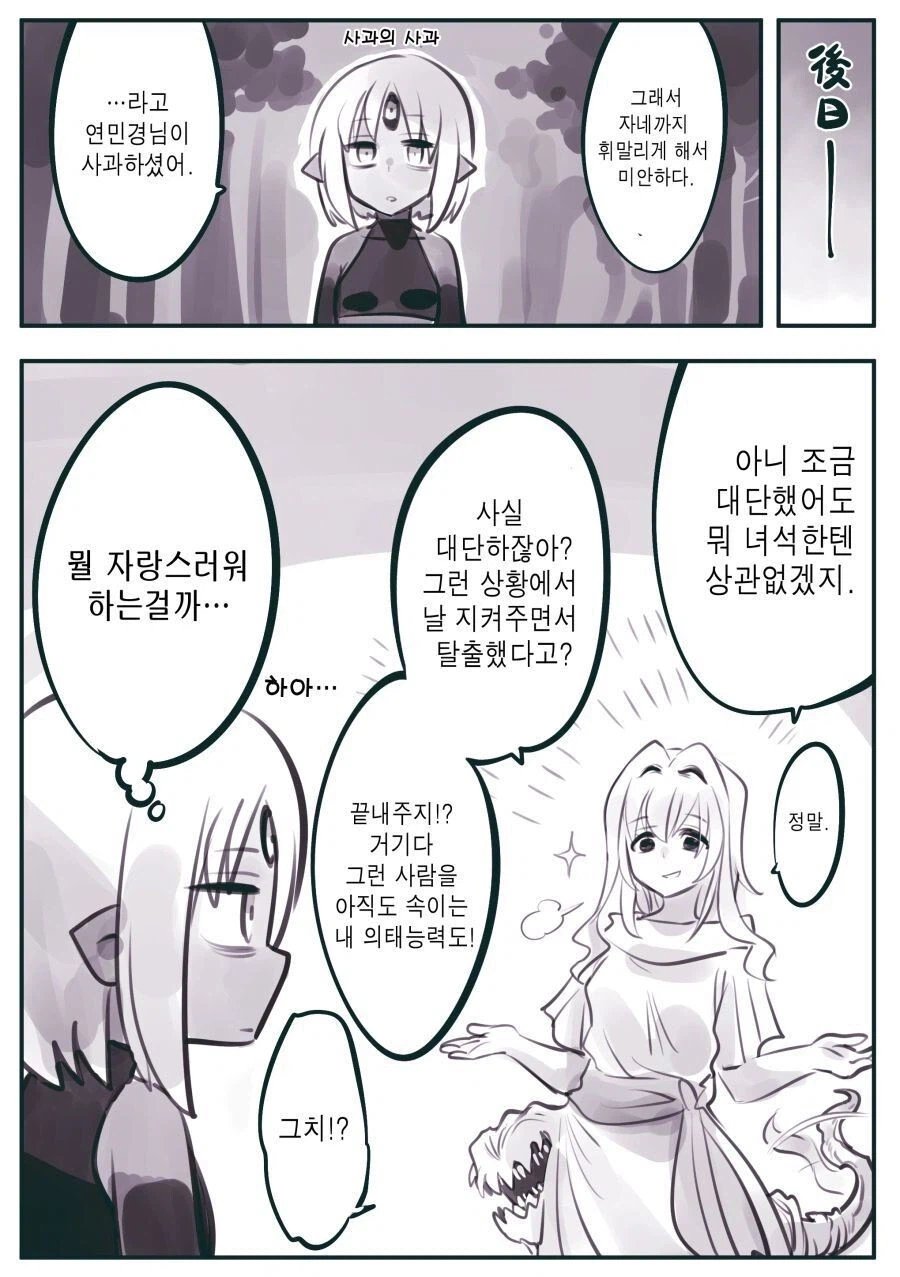 後日―
그래서
자네까지
휘말리게 해서
미안하다.
사과의 사과
…라고
연민경님이
사과하셨어.
아니 조금
대단했어도
뭐 녀석한텐
상관없겠지.
정말.
사실
대단하잖아?
그런 상황에서
날 지켜주면서
탈출했다고?
끝내주지!?
거기다
그런 사람을
아직도 속이는
내 의태능력도!
그치!?
뭘 자랑스러워
하는걸까…
하아…